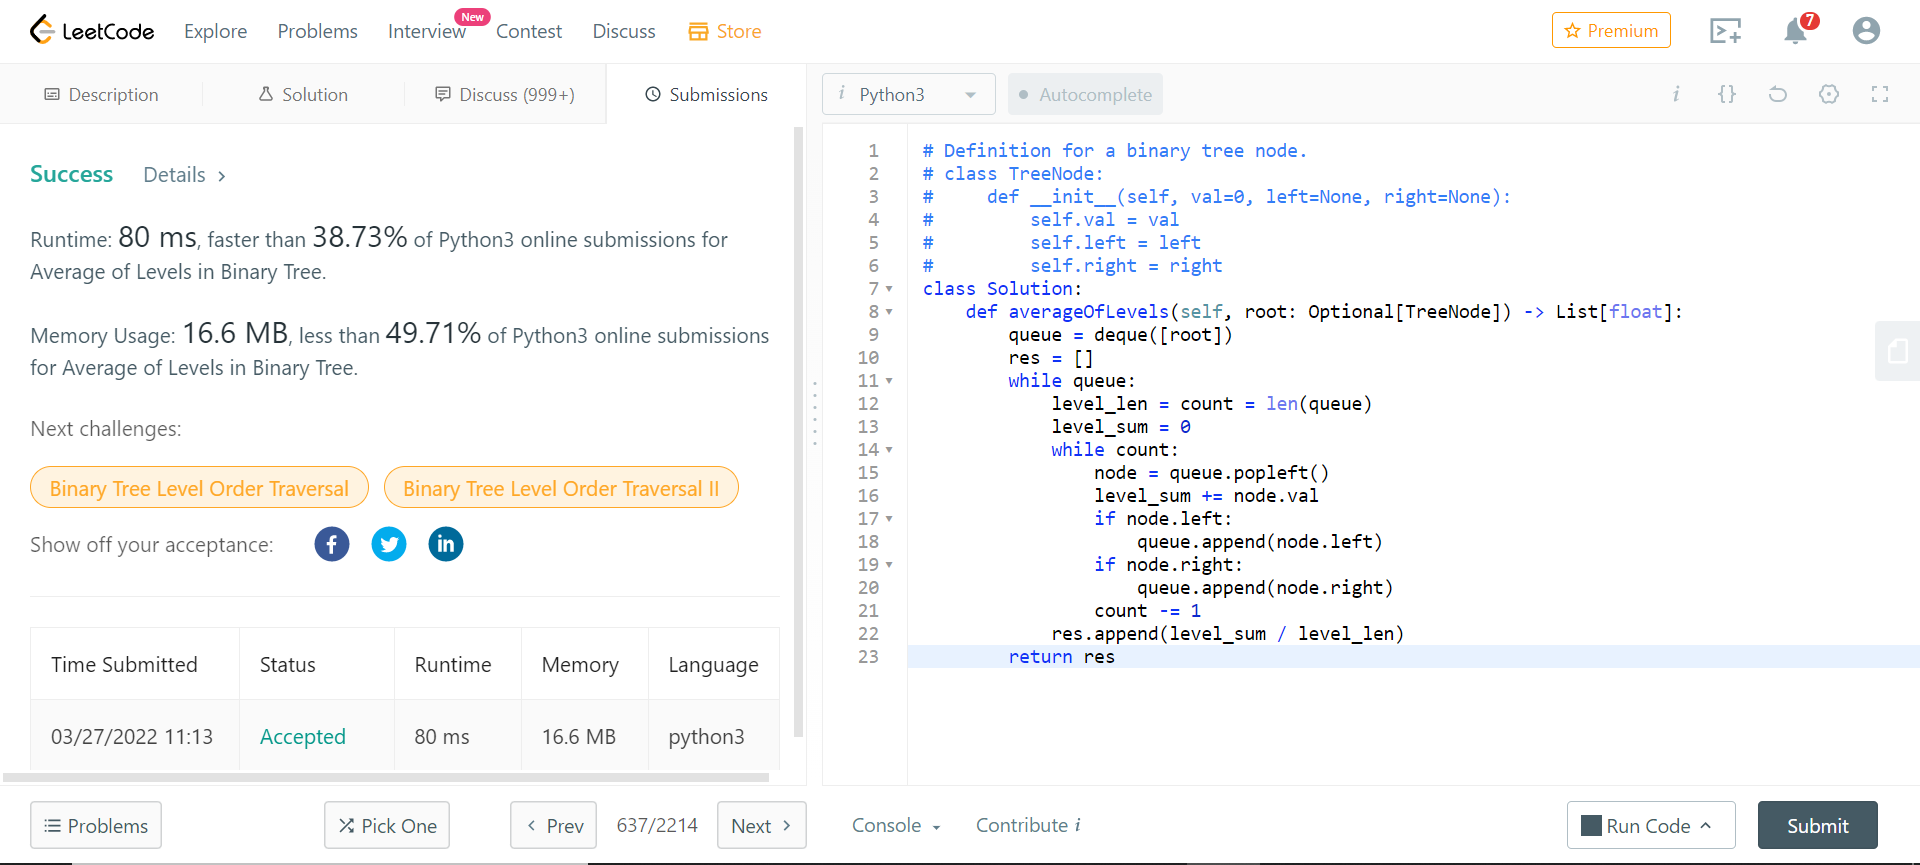 LeetCode Explore Problems Interview New Contest Discuss Store Premium 7
Description Solution Discuss (999+) Submissions
Success Details >
Runtime: 80 ms, faster than 38.73% of Python3 online submissions for
Average of Levels in Binary Tree.
Memory Usage: 16.6 MB, less than 49.71% of Python3 online submissions
for Average of Levels in Binary Tree.
Next challenges:
Binary Tree Level Order Traversal Binary Tree Level Order Traversal II
Show off your acceptance: f in
Time Submitted Status Runtime Memory Language
03/27/2022 11:13 Accepted 80 ms 16.6 MB python3
i Python3 Autocomplete i {}
1 # Definition for a binary tree node.
2 # class TreeNode:
3 #     def __init__(self, val=0, left=None, right=None):
4 #         self.val = val
5 #         self.left = left
6 #         self.right = right
7 class Solution:
8     def averageOfLevels(self, root: Optional[TreeNode]) -> List[float]:
9         queue = deque([root])
10         res = []
11         while queue:
12             level_len = count = len(queue)
13             level_sum = 0
14             while count:
15                 node = queue.popleft()
16                 level_sum += node.val
17                 if node.left:
18                     queue.append(node.left)
19                 if node.right:
20                     queue.append(node.right)
21                 count -= 1
22             res.append(level_sum / level_len)
23         return res
Problems Pick One < Prev 637/2214 Next > Console Contribute i Run Code Submit